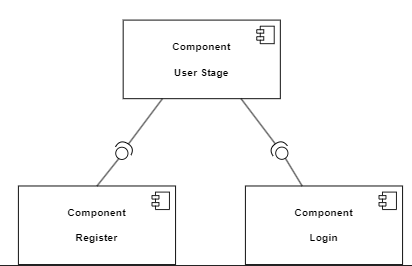 Component
User Stage
Component
Register
Component
Login